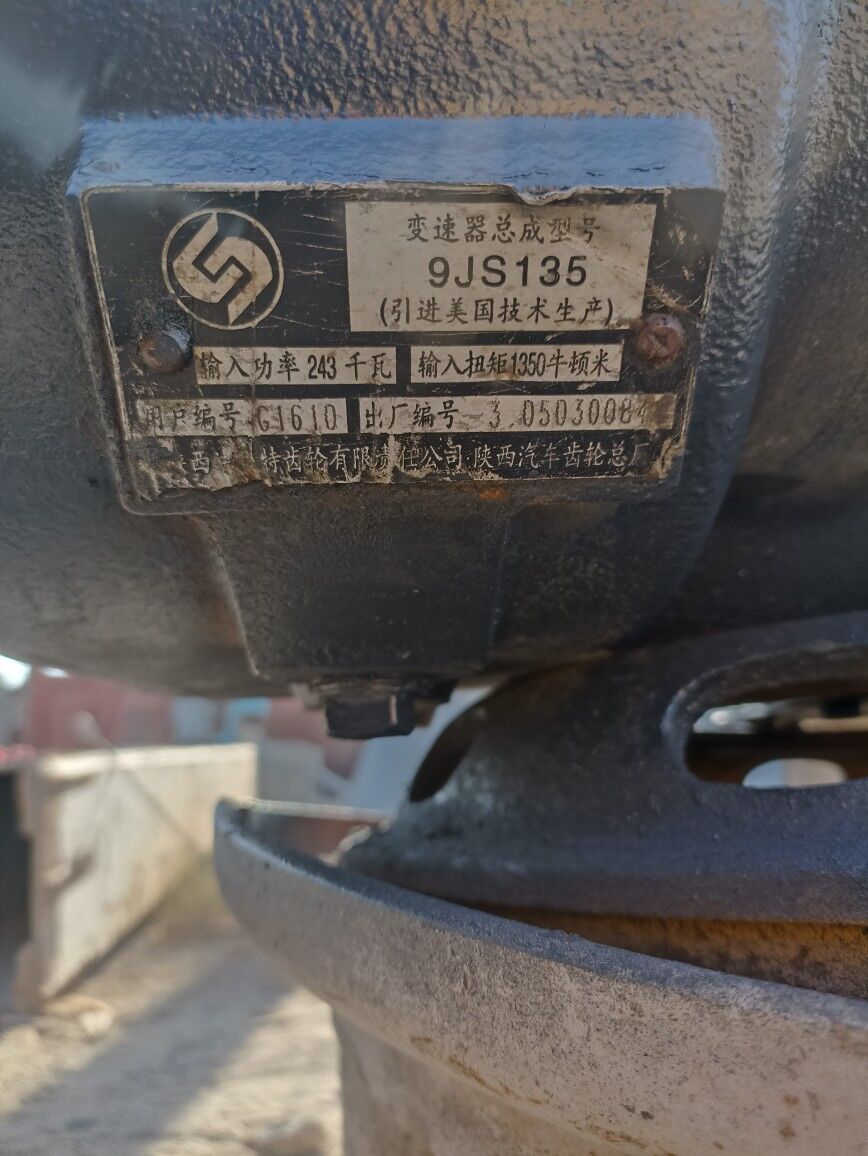 变速器总成型号
9JS135
(引进美国技术生产)
输入功率 243 千瓦 输入扭矩1350牛顿米
用户编号 G1610 出厂编号 3.0503008
西 特齿轮有限责任公司·陕西汽车齿轮总厂